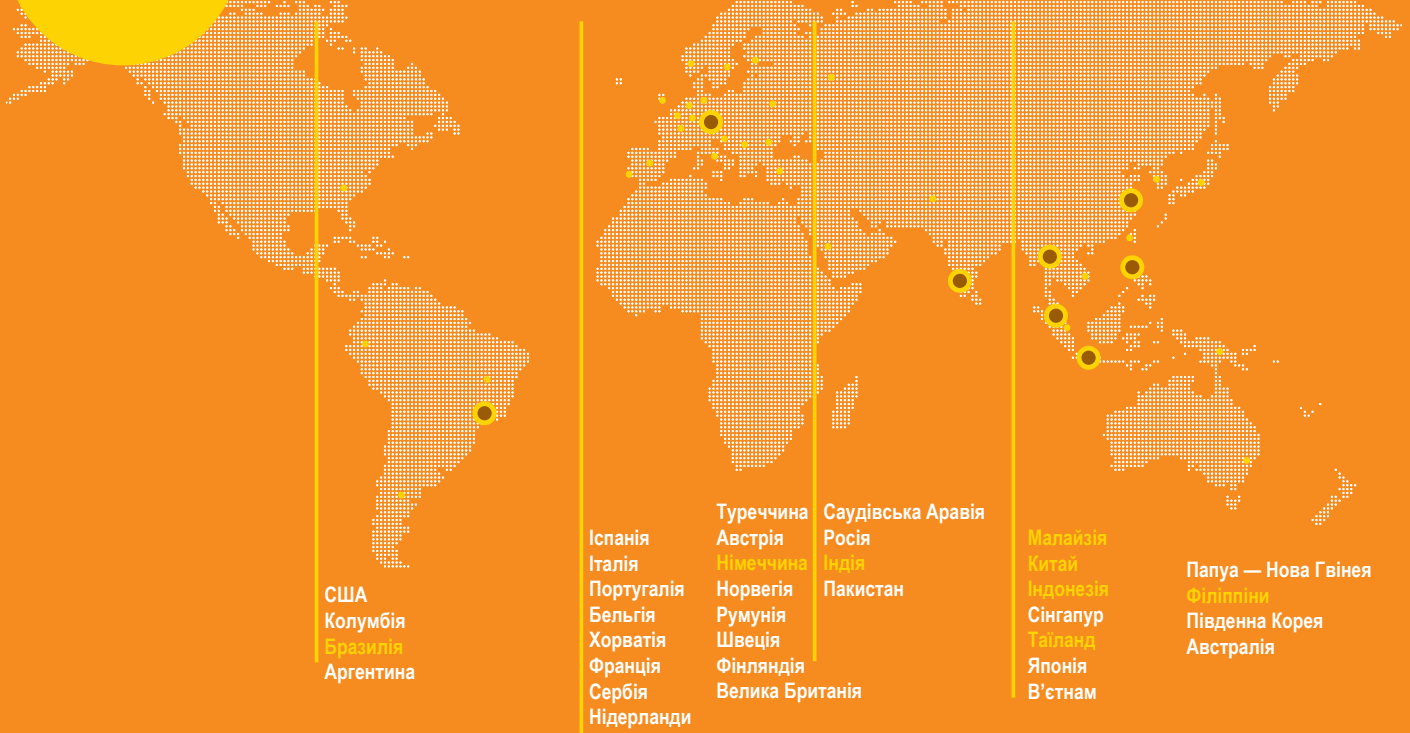 США
Колумбія
Бразилія
Аргентина
Іспанія
Італія
Португалія
Бельгія
Хорватія
Франція
Сербія
Нідерланди
Туреччина
Австрія
Німеччина
Норвегія
Румунія
Швеція
Фінляндія
Велика Британія
Саудівська Аравія
Росія
Індія
Пакистан
Малайзія
Китай
Індонезія
Сінгапур
Таїланд
Японія
В’єтнам
Папуа — Нова Гвінея
Філіппіни
Південна Корея
Австралія